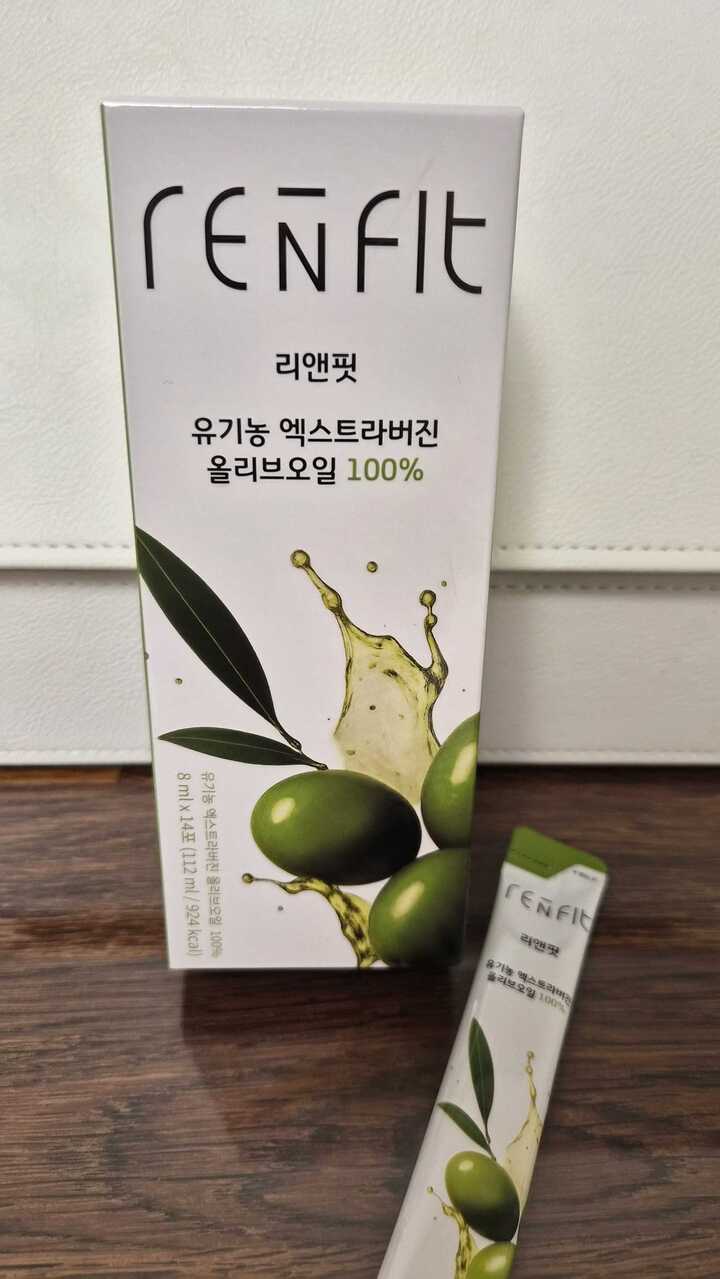 rENFIt
리앤핏
유기농 엑스트라버진
올리브오일 100%
유기농 엑스트라버진 올리브오일 100%
8 ml x 14포 (112 ml / 924 kcal)
rENFIt
리앤핏
유기농 엑스트라버진
올리브오일 100%